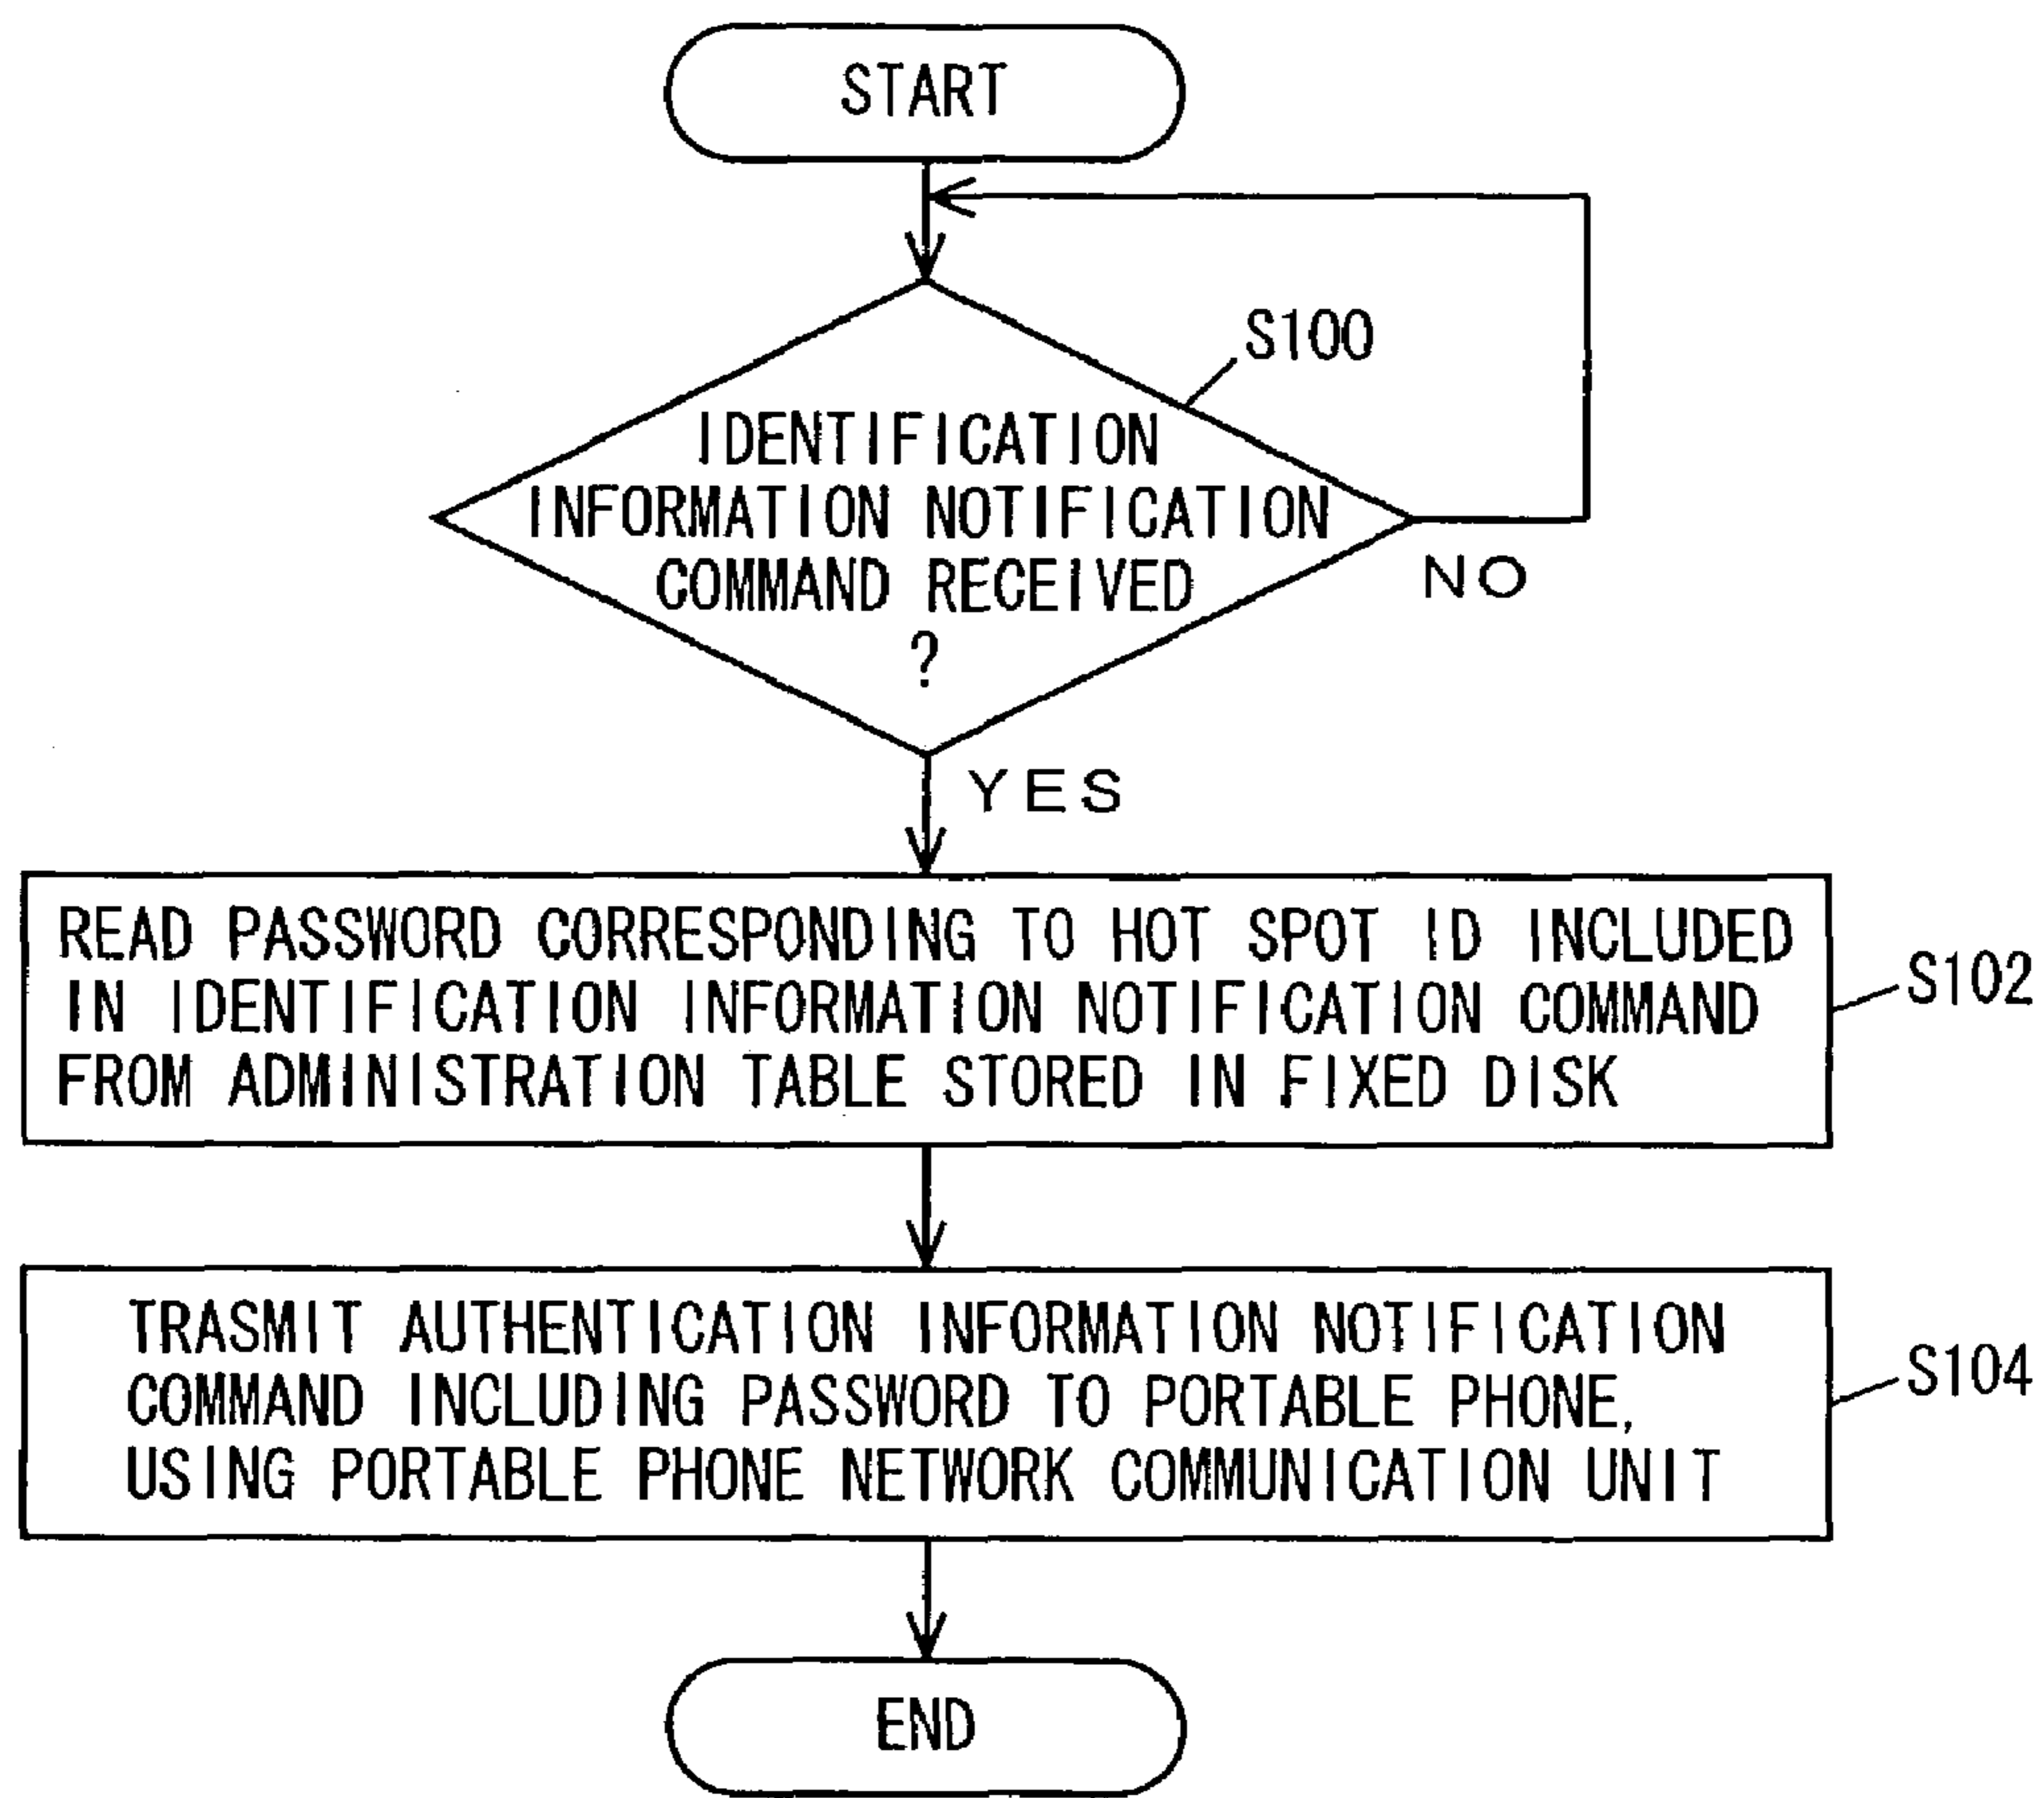 START
S100
IDENTIFICATION
INFORMATION NOTIFICATION
COMMAND RECEIVED
?
NO
YES
READ PASSWORD CORRESPONDING TO HOT SPOT ID INCLUDED
IN IDENTIFICATION INFORMATION NOTIFICATION COMMAND
FROM ADMINISTRATION TABLE STORED IN FIXED DISK
S102
TRASMIT AUTHENTICATION INFORMATION NOTIFICATION
COMMAND INCLUDING PASSWORD TO PORTABLE PHONE,
USING PORTABLE PHONE NETWORK COMMUNICATION UNIT
S104
END